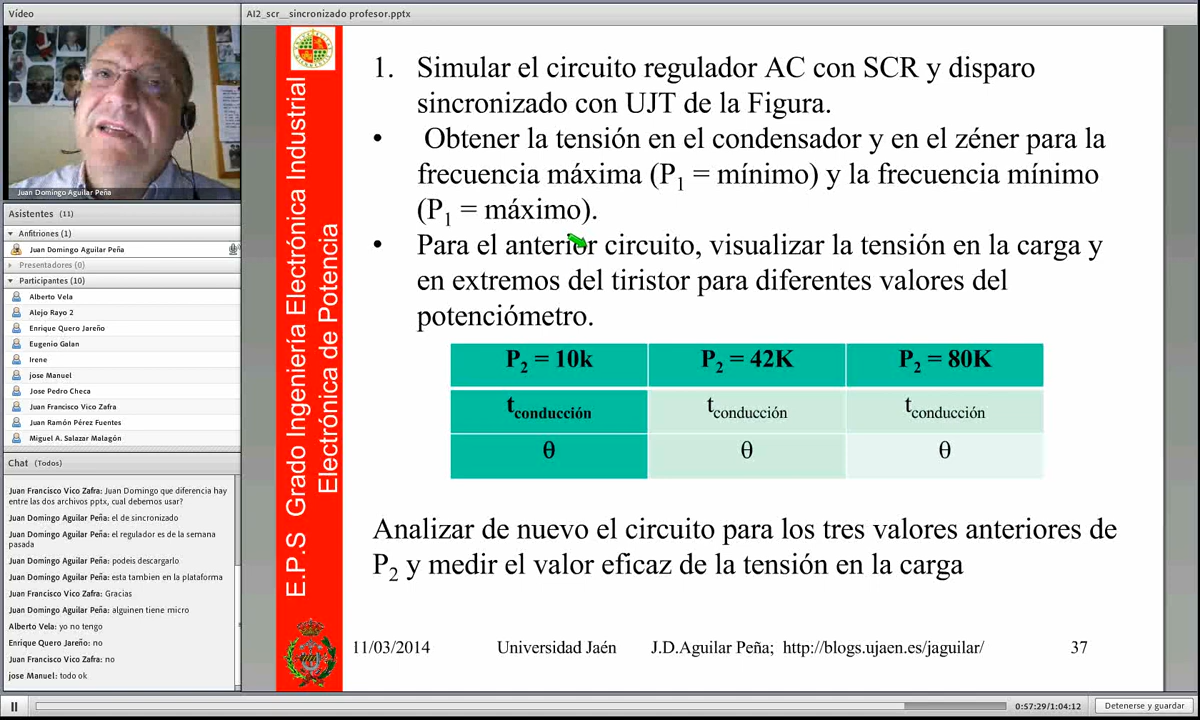 Vídeo
Juan Domingo Aguilar Peña
Asistentes (11)
Anfitriones (1)
Juan Domingo Aguilar Peña
Presentadores (0)
Participantes (10)
Alberto Vela
Alejo Rayo 2
Enrique Quero Jareño
Eugenio Galan
Irene
jose Manuel
Jose Pedro Checa
Juan Francisco Vico Zafra
Juan Ramón Pérez Fuentes
Miguel A. Salazar Malagón
Chat (Todos)
Juan Francisco Vico Zafra: Juan Domingo que diferencia hay
entre las dos archivos pptx, cual debemos usar?
Juan Domingo Aguilar Peña: el de sincronizado
Juan Domingo Aguilar Peña: el regulador es de la semana
pasada
Juan Domingo Aguilar Peña: podeis descargarlo
Juan Domingo Aguilar Peña: esta tambien en la plataforma
Juan Francisco Vico Zafra: Gracias
Juan Domingo Aguilar Peña: alguinen tiene micro
Alberto Vela: yo no tengo
Enrique Quero Jareño: no
Juan Francisco Vico Zafra: no
jose Manuel: todo ok
AI2_scr__sincronizado profesor.pptx
E.P.S Grado Ingeniería Electrónica Industrial
Electrónica de Potencia
1. Simular el circuito regulador AC con SCR y disparo
sincronizado con UJT de la Figura.
• Obtener la tensión en el condensador y en el zéner para la
frecuencia máxima (P1 = mínimo) y la frecuencia mínimo
(P1 = máximo).
• Para el anterior circuito, visualizar la tensión en la carga y
en extremos del tiristor para diferentes valores del
potenciómetro.
P2 = 10k P2 = 42K P2 = 80K
tconducción tconducción tconducción
θ θ θ
Analizar de nuevo el circuito para los tres valores anteriores de
P2 y medir el valor eficaz de la tensión en la carga
11/03/2014 Universidad Jaén J.D.Aguilar Peña; http://blogs.ujaen.es/jaguilar/ 37
0:57:29/1:04:12 Detenerse y guardar